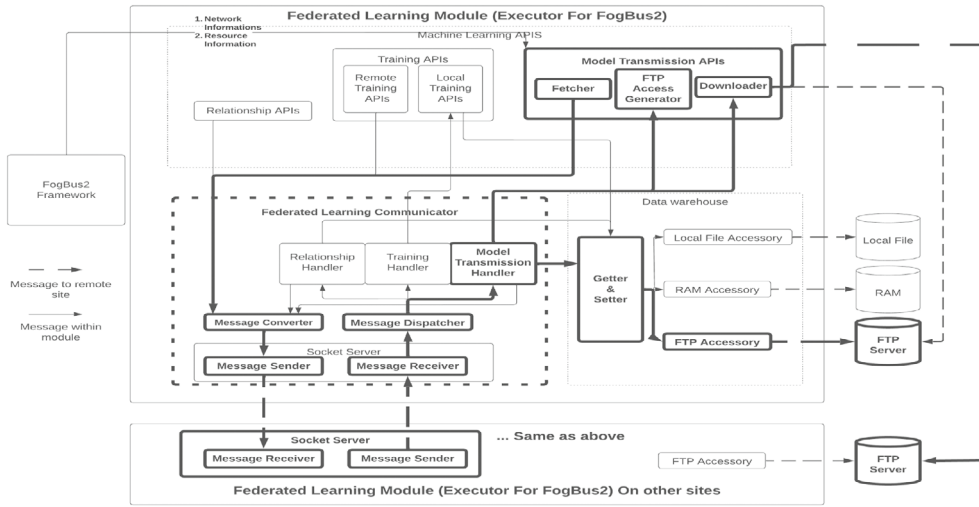 Federated Learning Module (Executor For FogBus2)
1. Network
Informations
2. Resource
Information
Machine Learning APIS
Training APIs
Remote
Training
APIs
Local
Training
APIs
Model Transmission APIs
Fetcher
FTP
Access
Generator
Downloader
Relationship APIs
FogBus2
Framework
Federated Learning Communicator
Data warehouse
Relationship
Handler
Training
Handler
Model
Transmission
Handler
Getter
&
Setter
Local File Accessory
Local File
RAM Accessory
RAM
FTP Accessory
FTP
Server
Message to remote
site
Message within
module
Message Converter
Message Dispatcher
Socket Server
Message Sender
Message Receiver
Socket Server
... Same as above
Message Receiver
Message Sender
FTP Accessory
FTP
Server
Federated Learning Module (Executor For FogBus2) On other sites